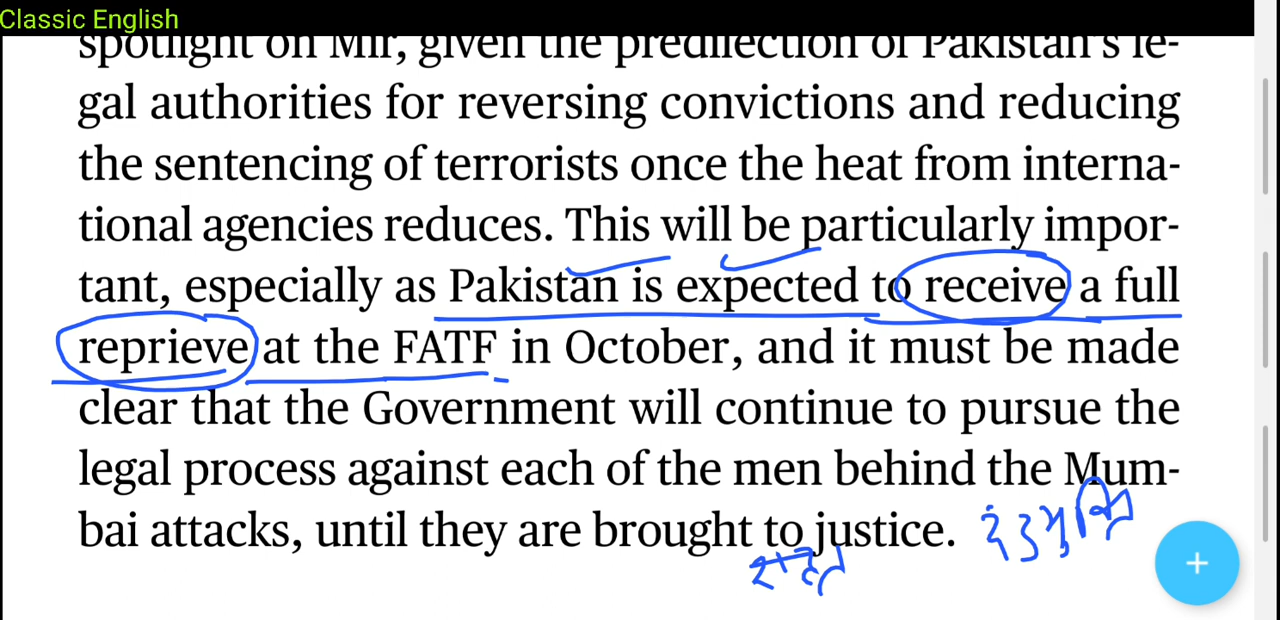 Classic English
spotlight on Mir, given the predilection of Pakistan's le-
gal authorities for reversing convictions and reducing
the sentencing of terrorists once the heat from interna-
tional agencies reduces. This will be particularly impor-
tant, especially as Pakistan is expected to receive a full
reprieve at the FATF in October, and it must be made
clear that the Government will continue to pursue the
legal process against each of the men behind the Mum-
bai attacks, until they are brought to justice.
राहत